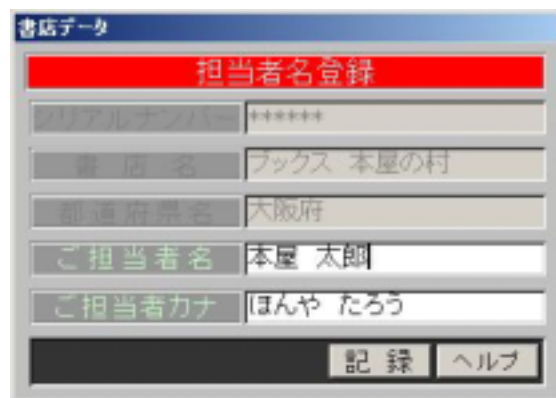 書店データ
担当者名登録
シリアルナンバー ******
書 店 名 ブックス 本屋の村
都道府県名 大阪府
ご担当者名 本屋 太郎
ご担当者カナ ほんや たろう
記 録 ヘルプ